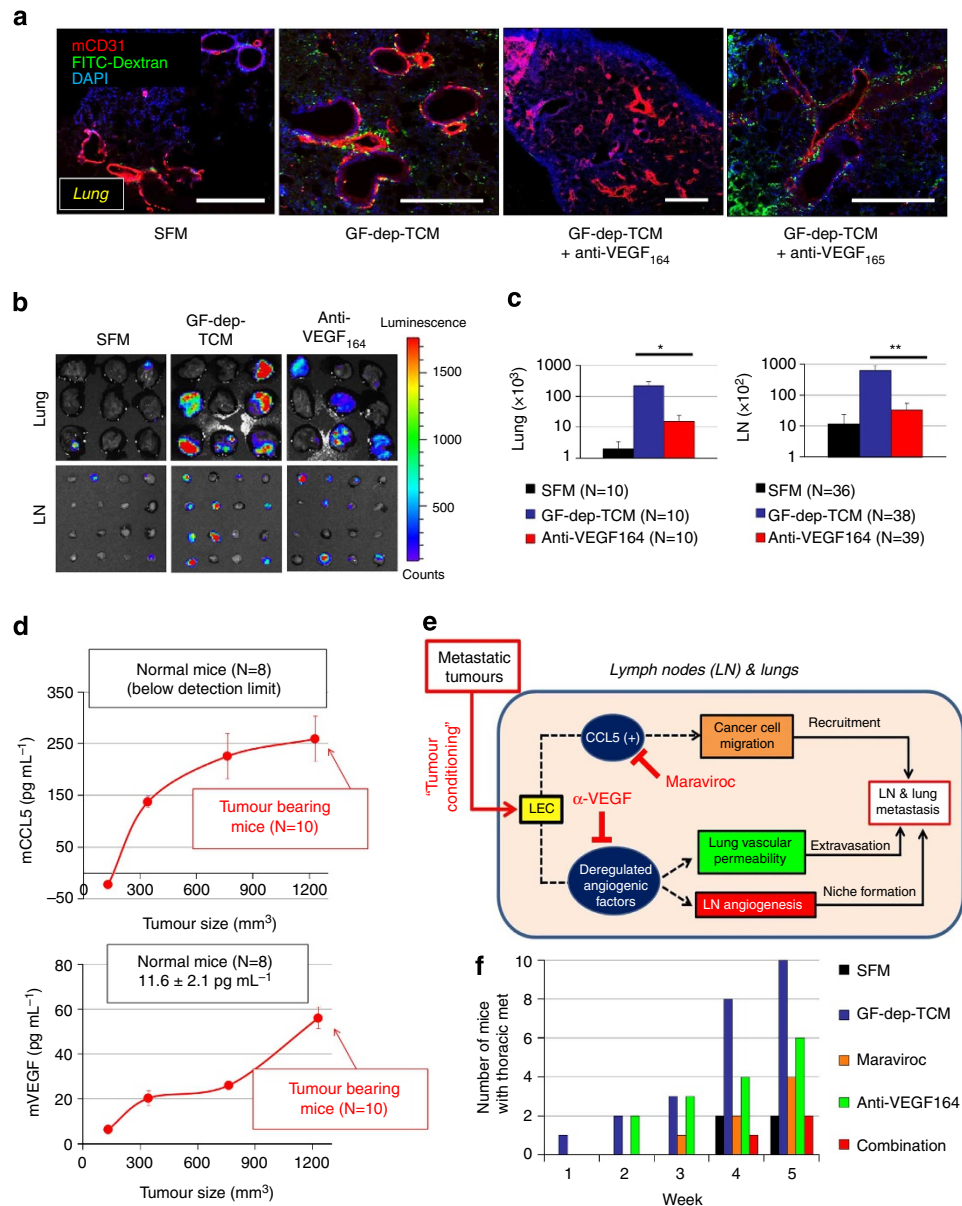 a
mCD31
FITC-Dextran
DAPI
Lung
SFM
GF-dep-TCM
GF-dep-TCM
+ anti-VEGF164
GF-dep-TCM
+ anti-VEGF165
b
SFM
GF-dep-
TCM
Anti-
VEGF164
Luminescence
Lung
LN
1500
1000
500
Counts
c
Lung (×10³)
1000
100
10
1
*
SFM (N=10)
GF-dep-TCM (N=10)
Anti-VEGF164 (N=10)
LN (×10²)
1000
100
10
1
**
SFM (N=36)
GF-dep-TCM (N=38)
Anti-VEGF164 (N=39)
d
Normal mice (N=8)
(below detection limit)
mCCL5 (pg mL⁻¹)
350
250
150
50
−50
Tumour bearing
mice (N=10)
0 300 600 900 1200
Tumour size (mm³)
Normal mice (N=8)
11.6 ± 2.1 pg mL⁻¹
mVEGF (pg mL⁻¹)
80
60
40
20
0
Tumour bearing
mice (N=10)
0 300 600 900 1200
Tumour size (mm³)
e
Metastatic
tumours
Lymph nodes (LN) & lungs
"Tumour
conditioning"
LEC
CCL5 (+)
Cancer cell
migration
Recruitment
Maraviroc
α-VEGF
LN & lung
metastasis
Deregulated
angiogenic
factors
Lung vascular
permeability
Extravasation
LN angiogenesis
Niche formation
f
Number of mice
with thoracic met
10
8
6
4
2
0
1 2 3 4 5
Week
SFM
GF-dep-TCM
Maraviroc
Anti-VEGF164
Combination